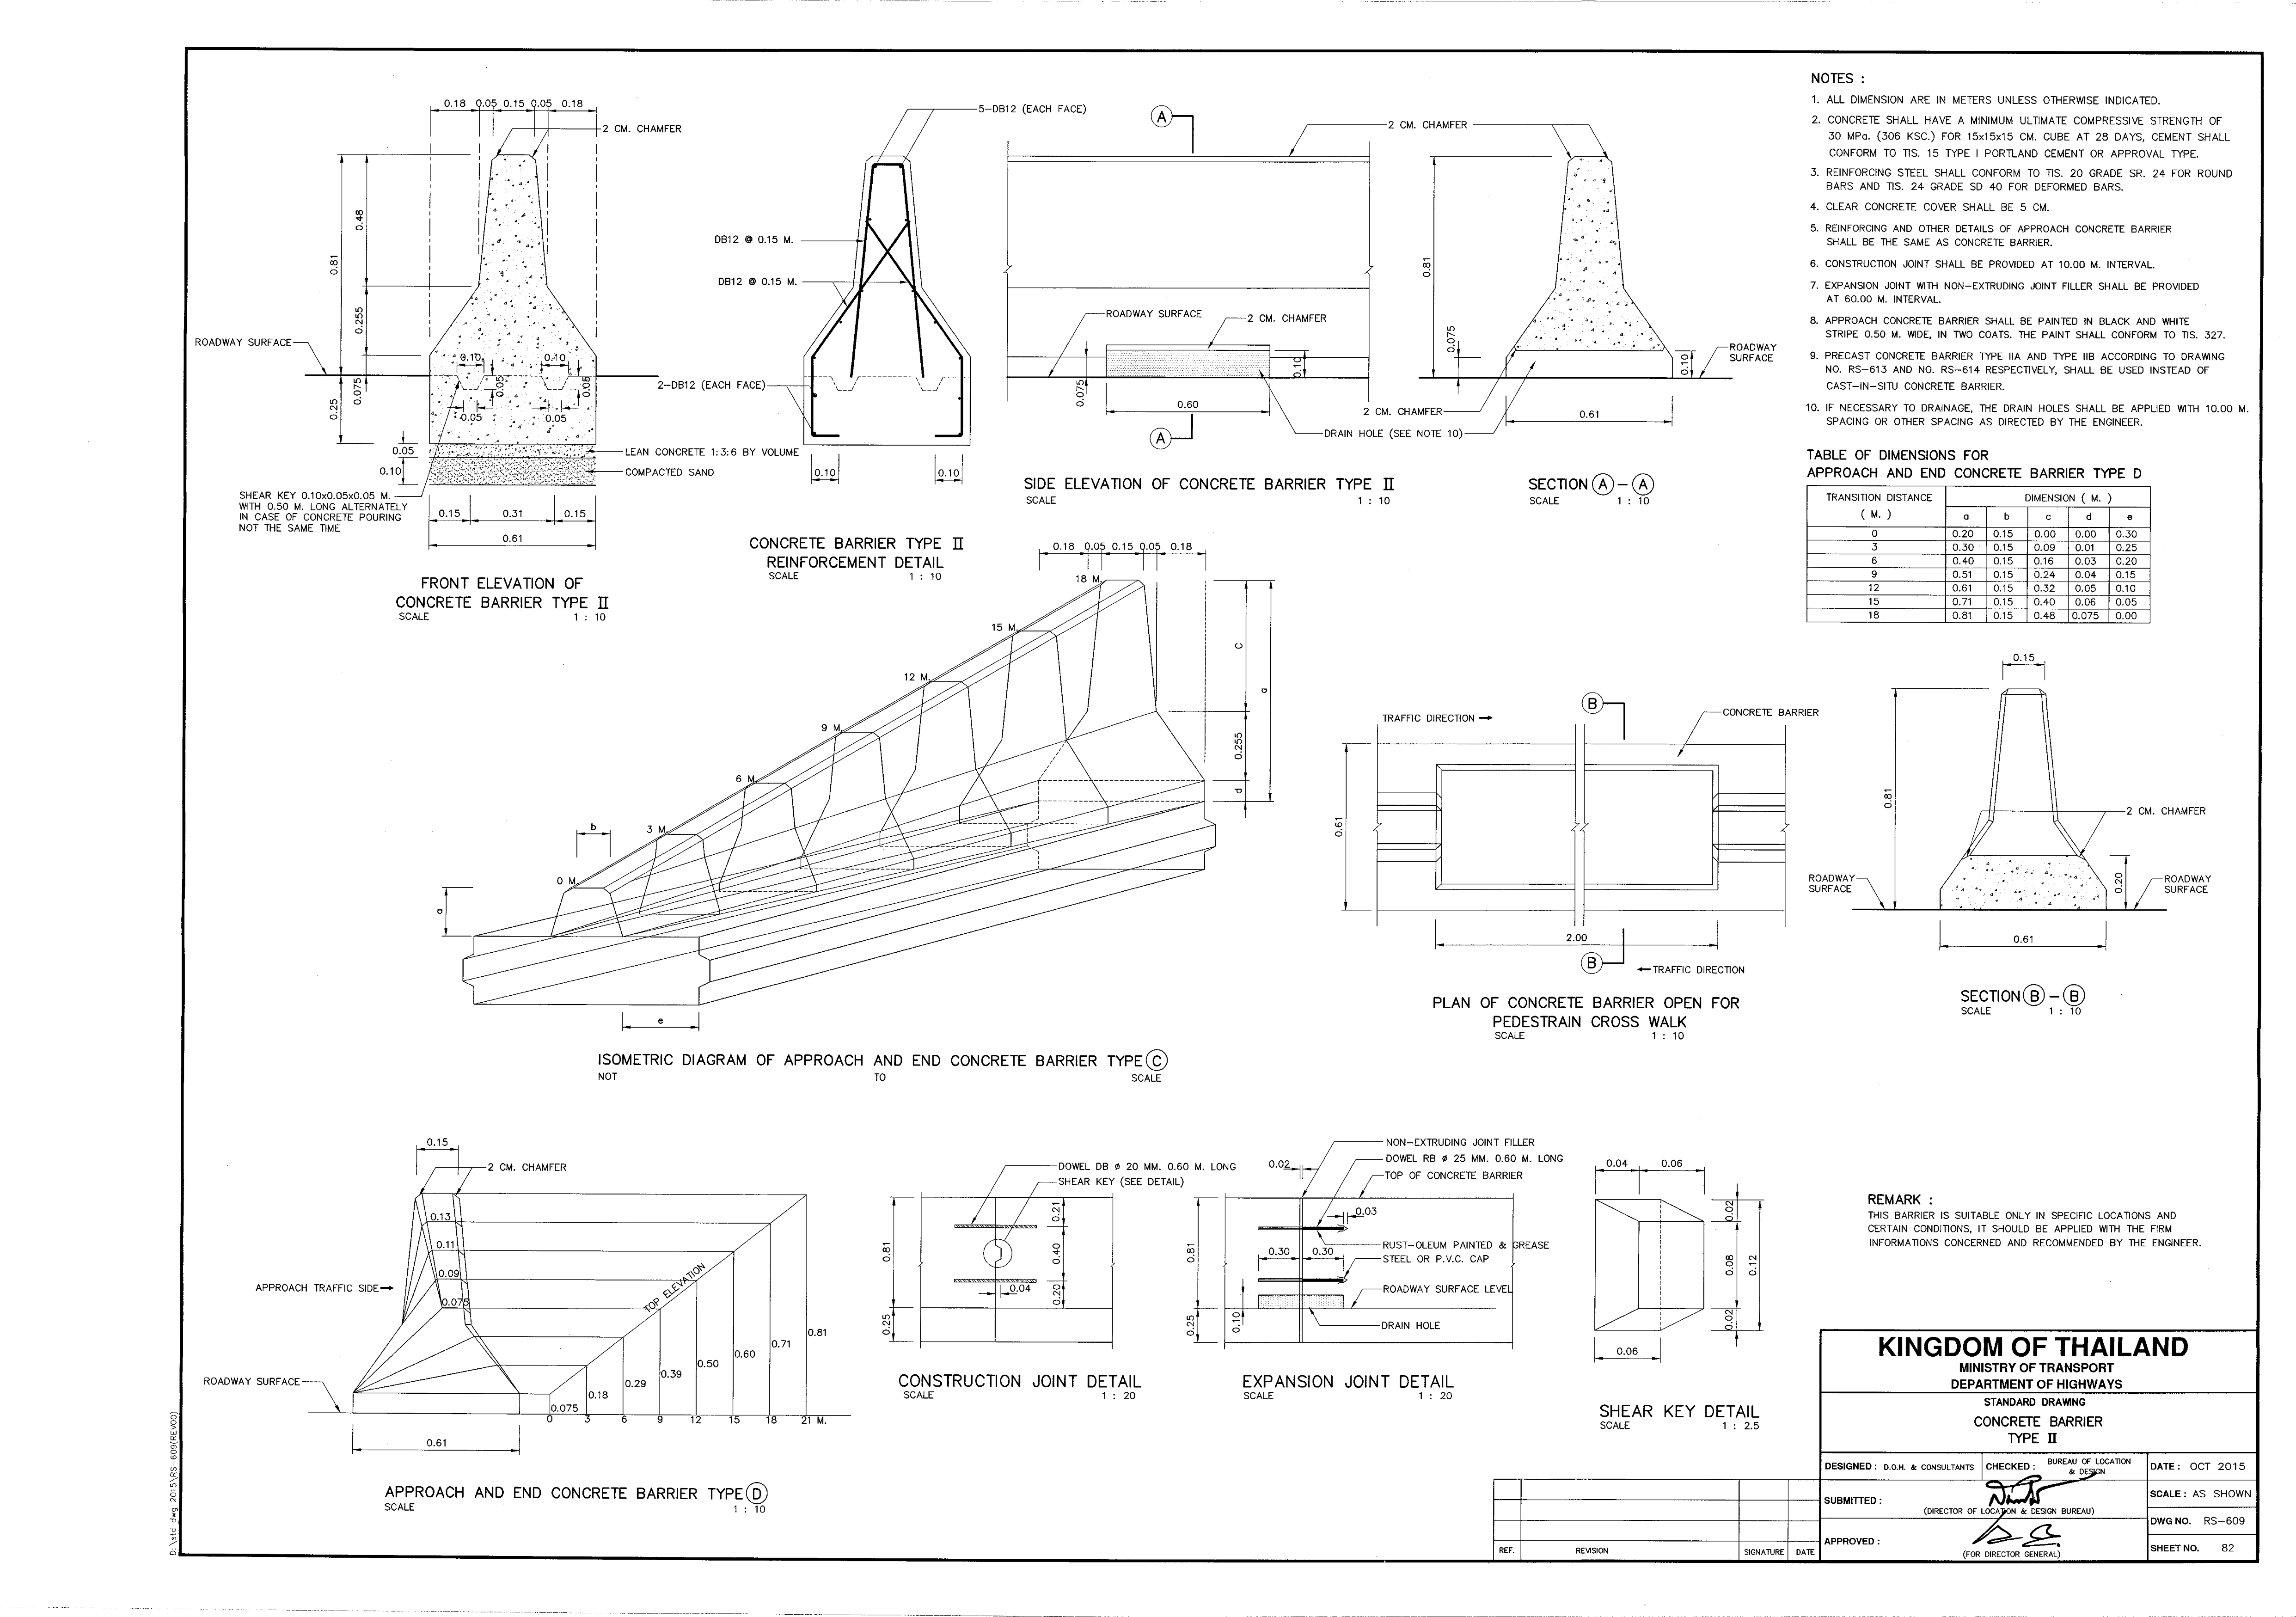 0.18 0.05 0.15 0.05 0.18
2 CM. CHAMFER
0.48
0.81
0.255
ROADWAY SURFACE
0.10 0.10
0.05 0.06
0.075
0.25
0.05 0.05
0.05
0.10
LEAN CONCRETE 1:3:6 BY VOLUME
COMPACTED SAND
SHEAR KEY 0.10x0.05x0.05 M.
WITH 0.50 M. LONG ALTERNATELY
IN CASE OF CONCRETE POURING
NOT THE SAME TIME
0.15 0.31 0.15
0.61
FRONT ELEVATION OF
CONCRETE BARRIER TYPE II
SCALE 1 : 10
5-DB12 (EACH FACE)
DB12 @ 0.15 M.
DB12 @ 0.15 M.
2-DB12 (EACH FACE)
0.10 0.10
CONCRETE BARRIER TYPE II
REINFORCEMENT DETAIL
SCALE 1 : 10
A
2 CM. CHAMFER
ROADWAY SURFACE
2 CM. CHAMFER
0.10
0.075
0.60
A
2 CM. CHAMFER
DRAIN HOLE (SEE NOTE 10)
SIDE ELEVATION OF CONCRETE BARRIER TYPE II
SCALE 1 : 10
0.81
0.075
0.10
ROADWAY
SURFACE
0.61
SECTION A - A
SCALE 1 : 10
NOTES :
1. ALL DIMENSION ARE IN METERS UNLESS OTHERWISE INDICATED.
2. CONCRETE SHALL HAVE A MINIMUM ULTIMATE COMPRESSIVE STRENGTH OF
30 MPa. (306 KSC.) FOR 15x15x15 CM. CUBE AT 28 DAYS, CEMENT SHALL
CONFORM TO TIS. 15 TYPE I PORTLAND CEMENT OR APPROVAL TYPE.
3. REINFORCING STEEL SHALL CONFORM TO TIS. 20 GRADE SR. 24 FOR ROUND
BARS AND TIS. 24 GRADE SD 40 FOR DEFORMED BARS.
4. CLEAR CONCRETE COVER SHALL BE 5 CM.
5. REINFORCING AND OTHER DETAILS OF APPROACH CONCRETE BARRIER
SHALL BE THE SAME AS CONCRETE BARRIER.
6. CONSTRUCTION JOINT SHALL BE PROVIDED AT 10.00 M. INTERVAL.
7. EXPANSION JOINT WITH NON-EXTRUDING JOINT FILLER SHALL BE PROVIDED
AT 60.00 M. INTERVAL.
8. APPROACH CONCRETE BARRIER SHALL BE PAINTED IN BLACK AND WHITE
STRIPE 0.50 M. WIDE, IN TWO COATS. THE PAINT SHALL CONFORM TO TIS. 327.
9. PRECAST CONCRETE BARRIER TYPE IIA AND TYPE IIB ACCORDING TO DRAWING
NO. RS-613 AND NO. RS-614 RESPECTIVELY, SHALL BE USED INSTEAD OF
CAST-IN-SITU CONCRETE BARRIER.
10. IF NECESSARY TO DRAINAGE, THE DRAIN HOLES SHALL BE APPLIED WITH 10.00 M.
SPACING OR OTHER SPACING AS DIRECTED BY THE ENGINEER.
TABLE OF DIMENSIONS FOR
APPROACH AND END CONCRETE BARRIER TYPE D
TRANSITION DISTANCE DIMENSION ( M. )
( M. ) a b c d e
0 0.20 0.15 0.00 0.00 0.30
3 0.30 0.15 0.09 0.01 0.25
6 0.40 0.15 0.16 0.03 0.20
9 0.51 0.15 0.24 0.04 0.15
12 0.61 0.15 0.32 0.05 0.10
15 0.71 0.15 0.40 0.06 0.05
18 0.81 0.15 0.48 0.075 0.00
0.18 0.05 0.15 0.05 0.18
18 M.
15 M.
12 M.
9 M.
6 M.
3 M.
0 M.
b
a
e
C
a
0.255
d
ISOMETRIC DIAGRAM OF APPROACH AND END CONCRETE BARRIER TYPE C
NOT TO SCALE
B
TRAFFIC DIRECTION
CONCRETE BARRIER
0.61
2.00
B
TRAFFIC DIRECTION
PLAN OF CONCRETE BARRIER OPEN FOR
PEDESTRAIN CROSS WALK
SCALE 1 : 10
0.15
0.81
2 CM. CHAMFER
ROADWAY
SURFACE
0.20
ROADWAY
SURFACE
0.61
SECTION B - B
SCALE 1 : 10
0.15
2 CM. CHAMFER
0.13
0.11
0.09
0.075
APPROACH TRAFFIC SIDE
TOP ELEVATION
ROADWAY SURFACE
0.075 0.18 0.29 0.39 0.50 0.60 0.71 0.81
0 3 6 9 12 15 18 21 M.
0.61
APPROACH AND END CONCRETE BARRIER TYPE D
SCALE 1 : 10
DOWEL DB ø 20 MM. 0.60 M. LONG
SHEAR KEY (SEE DETAIL)
0.81
0.25
0.21
0.40
0.20
0.04
CONSTRUCTION JOINT DETAIL
SCALE 1 : 20
NON-EXTRUDING JOINT FILLER
DOWEL RB ø 25 MM. 0.60 M. LONG
TOP OF CONCRETE BARRIER
0.02
0.03
RUST-OLEUM PAINTED & GREASE
STEEL OR P.V.C. CAP
0.30 0.30
0.81
0.25
0.10
ROADWAY SURFACE LEVEL
DRAIN HOLE
EXPANSION JOINT DETAIL
SCALE 1 : 20
0.04 0.06
0.02
0.08
0.12
0.02
0.06
SHEAR KEY DETAIL
SCALE 1 : 2.5
REMARK :
THIS BARRIER IS SUITABLE ONLY IN SPECIFIC LOCATIONS AND
CERTAIN CONDITIONS, IT SHOULD BE APPLIED WITH THE FIRM
INFORMATIONS CONCERNED AND RECOMMENDED BY THE ENGINEER.
KINGDOM OF THAILAND
MINISTRY OF TRANSPORT
DEPARTMENT OF HIGHWAYS
STANDARD DRAWING
CONCRETE BARRIER
TYPE II
DESIGNED : D.O.H. & CONSULTANTS
CHECKED : BUREAU OF LOCATION
& DESIGN
DATE : OCT 2015
SUBMITTED :
(DIRECTOR OF LOCATION & DESIGN BUREAU)
SCALE : AS SHOWN
DWG NO. RS-609
APPROVED :
(FOR DIRECTOR GENERAL)
SHEET NO. 82
REF. REVISION SIGNATURE DATE
D:\std dwg 2015\RS-609(REV00)